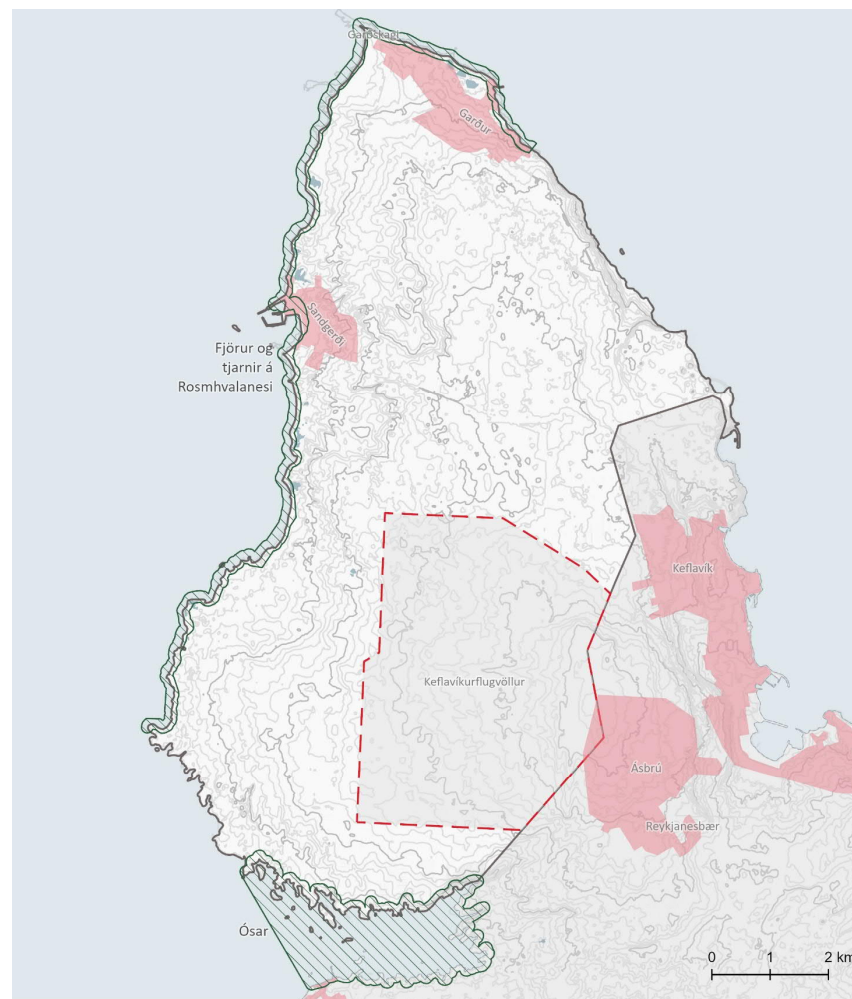 Garðskagi
Garður
Sandgerði
Fjörur og
tjarnir á
Rosmhvalanesi
Keflavík
Keflavíkurflugvöllur
Ásbrú
Reykjanesbær
Ósar
0 1 2 km